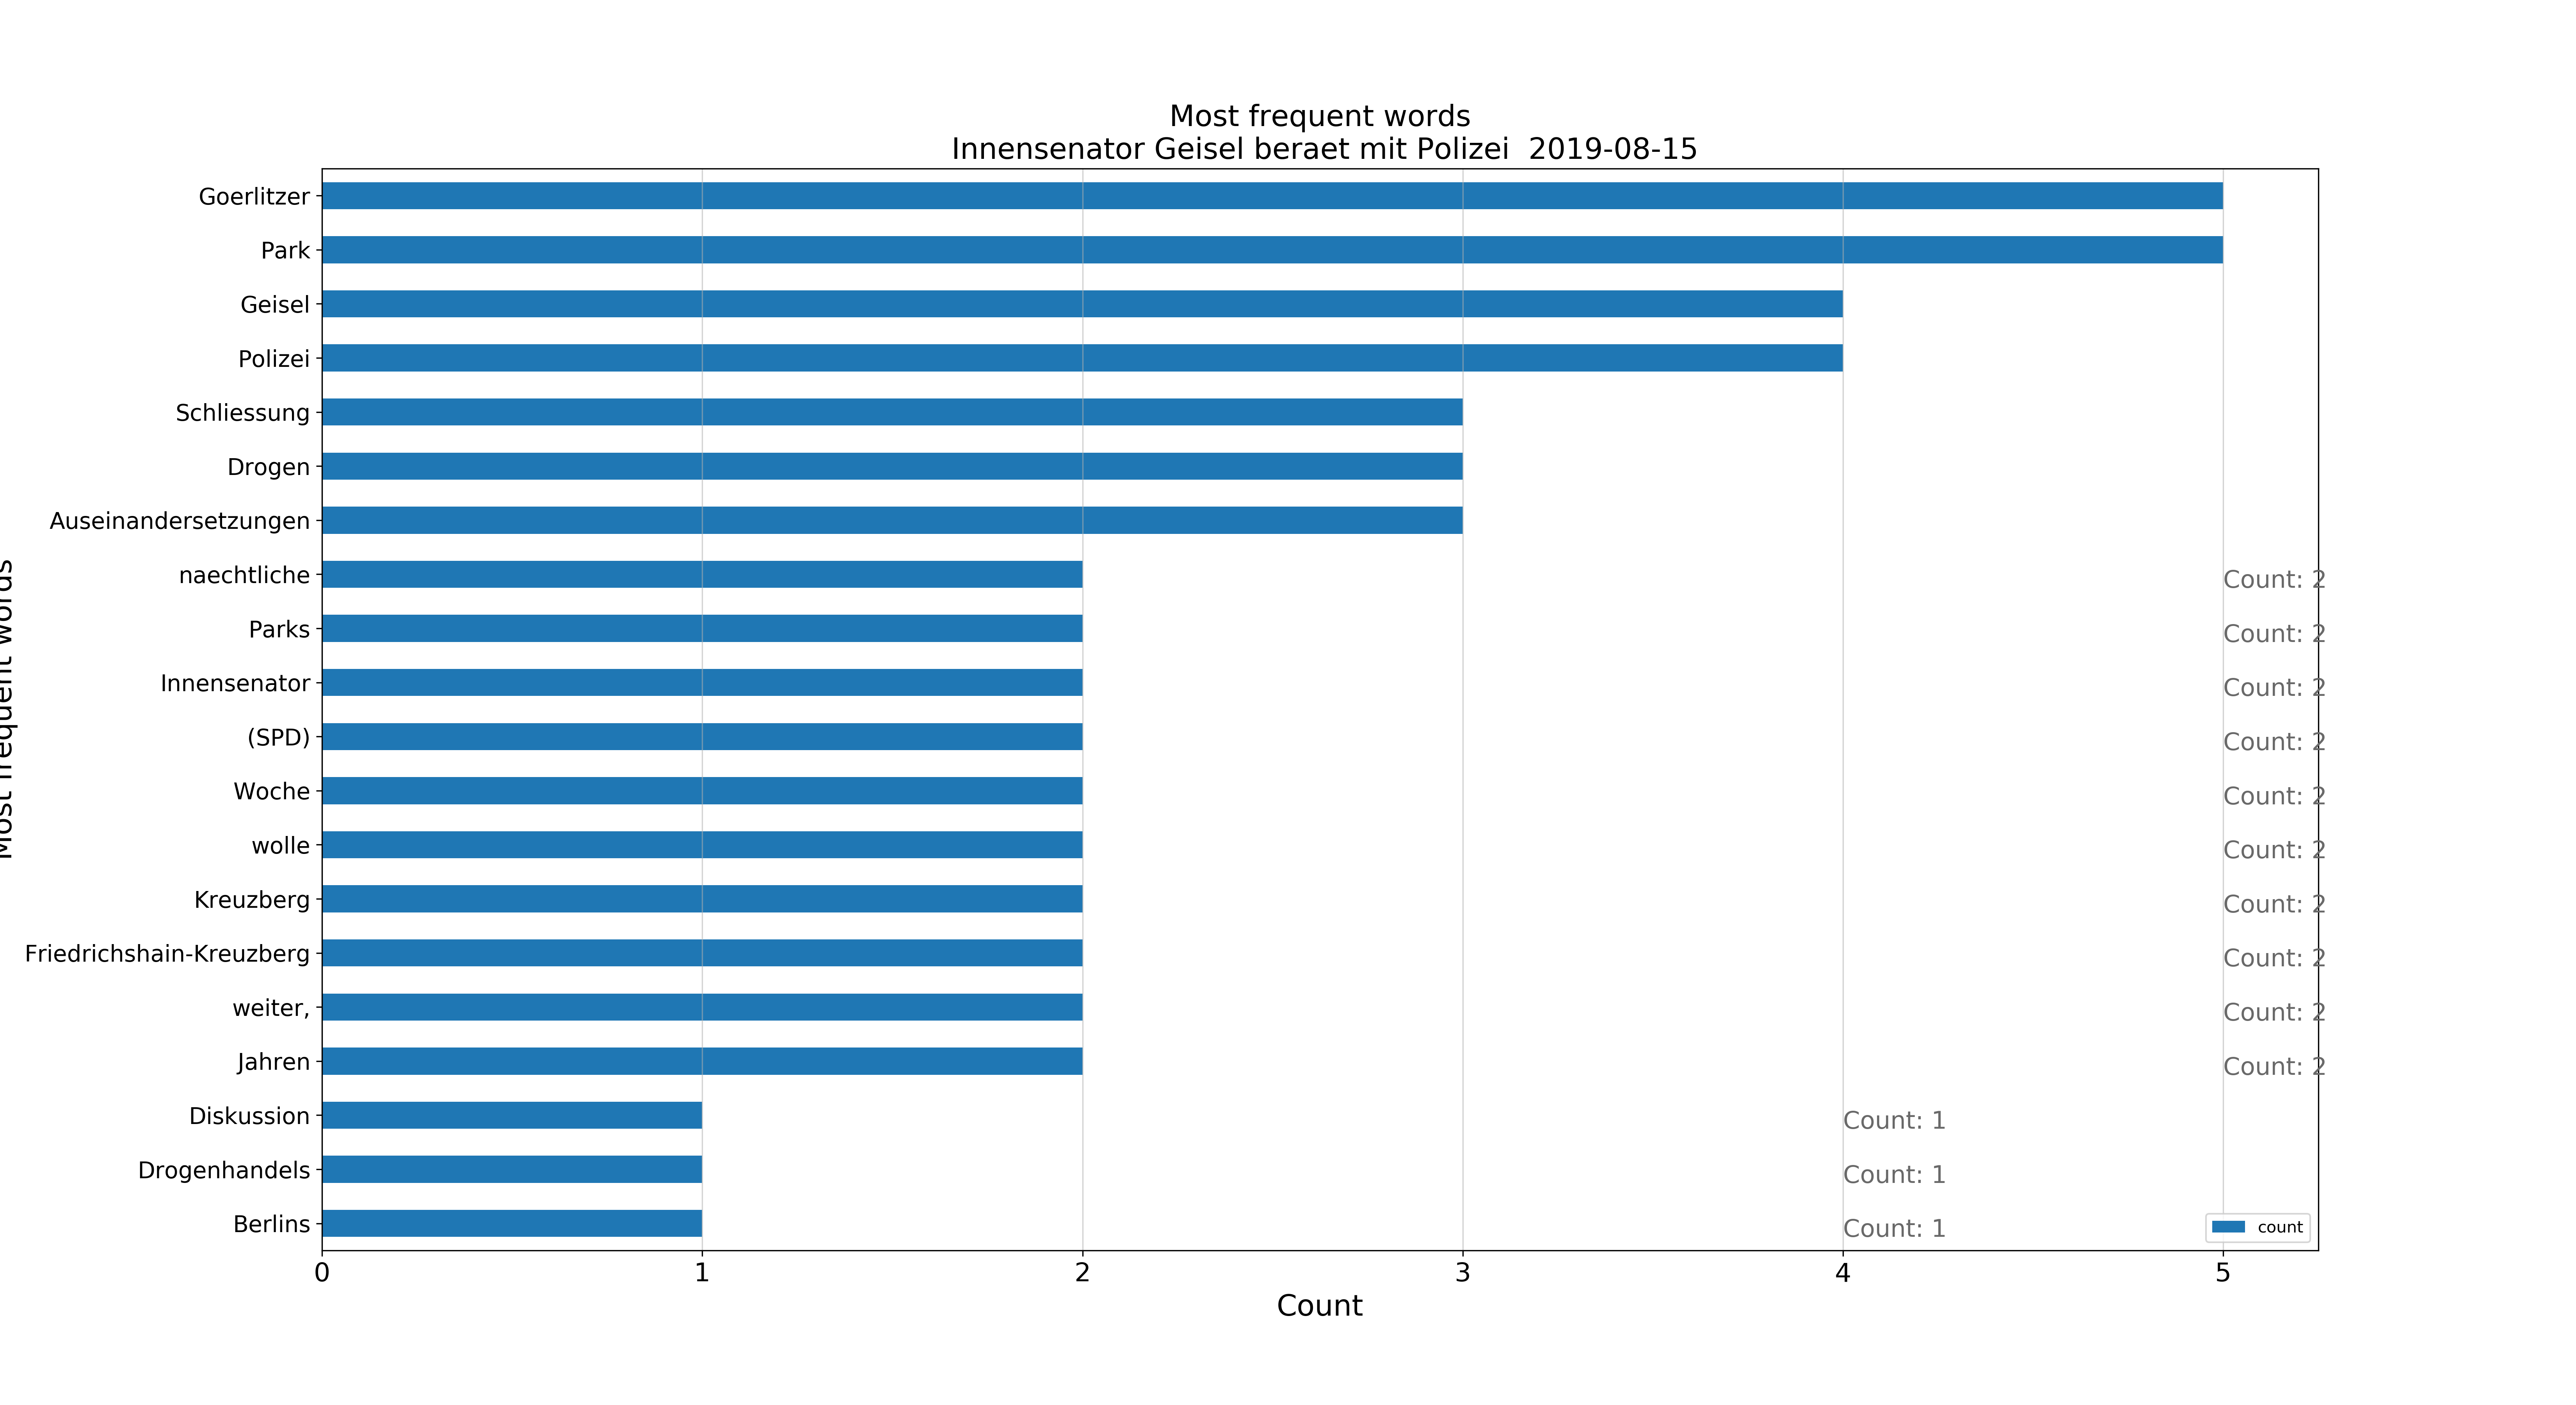 Most frequent words
Innensenator Geisel beraet mit Polizei  2019-08-15
Most frequent words
Goerlitzer
Park
Geisel
Polizei
Schliessung
Drogen
Auseinandersetzungen
naechtliche Count: 2
Parks Count: 2
Innensenator Count: 2
(SPD) Count: 2
Woche Count: 2
wolle Count: 2
Kreuzberg Count: 2
Friedrichshain-Kreuzberg Count: 2
weiter, Count: 2
Jahren Count: 2
Diskussion Count: 1
Drogenhandels Count: 1
Berlins Count: 1
count
0 1 2 3 4 5
Count